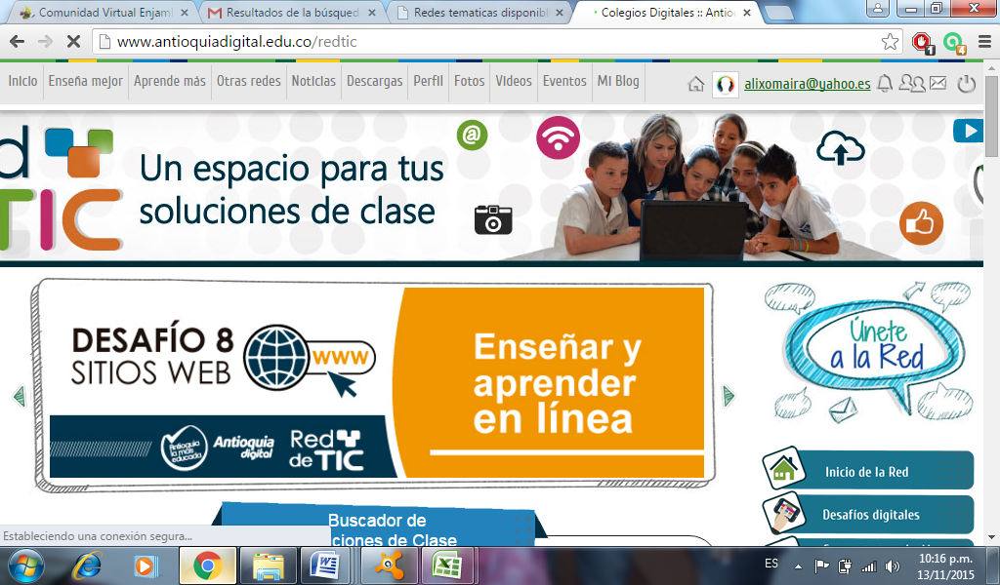 Comunidad Virtual Enjam
Resultados de la búsqued
Redes tematicas disponibl
Colegios Digitales :: Antio
www.antioquiadigital.edu.co/redtic
1
4
Inicio
Enseña mejor
Aprende más
Otras redes
Noticias
Descargas
Perfil
Fotos
Videos
Eventos
Mi Blog
alixomaira@yahoo.es
d
TIC
Un espacio para tus
soluciones de clase
@
DESAFÍO 8
SITIOS WEB
www
Antioquia
la más
educada
Antioquia
digital
Red
de TIC
Enseñar y
aprender
en línea
Únete
a la Red
Inicio de la Red
Desafíos digitales
Buscador de
ciones de Clase
Estableciendo una conexión segura...
ES
10:16 p.m.
13/11/2015